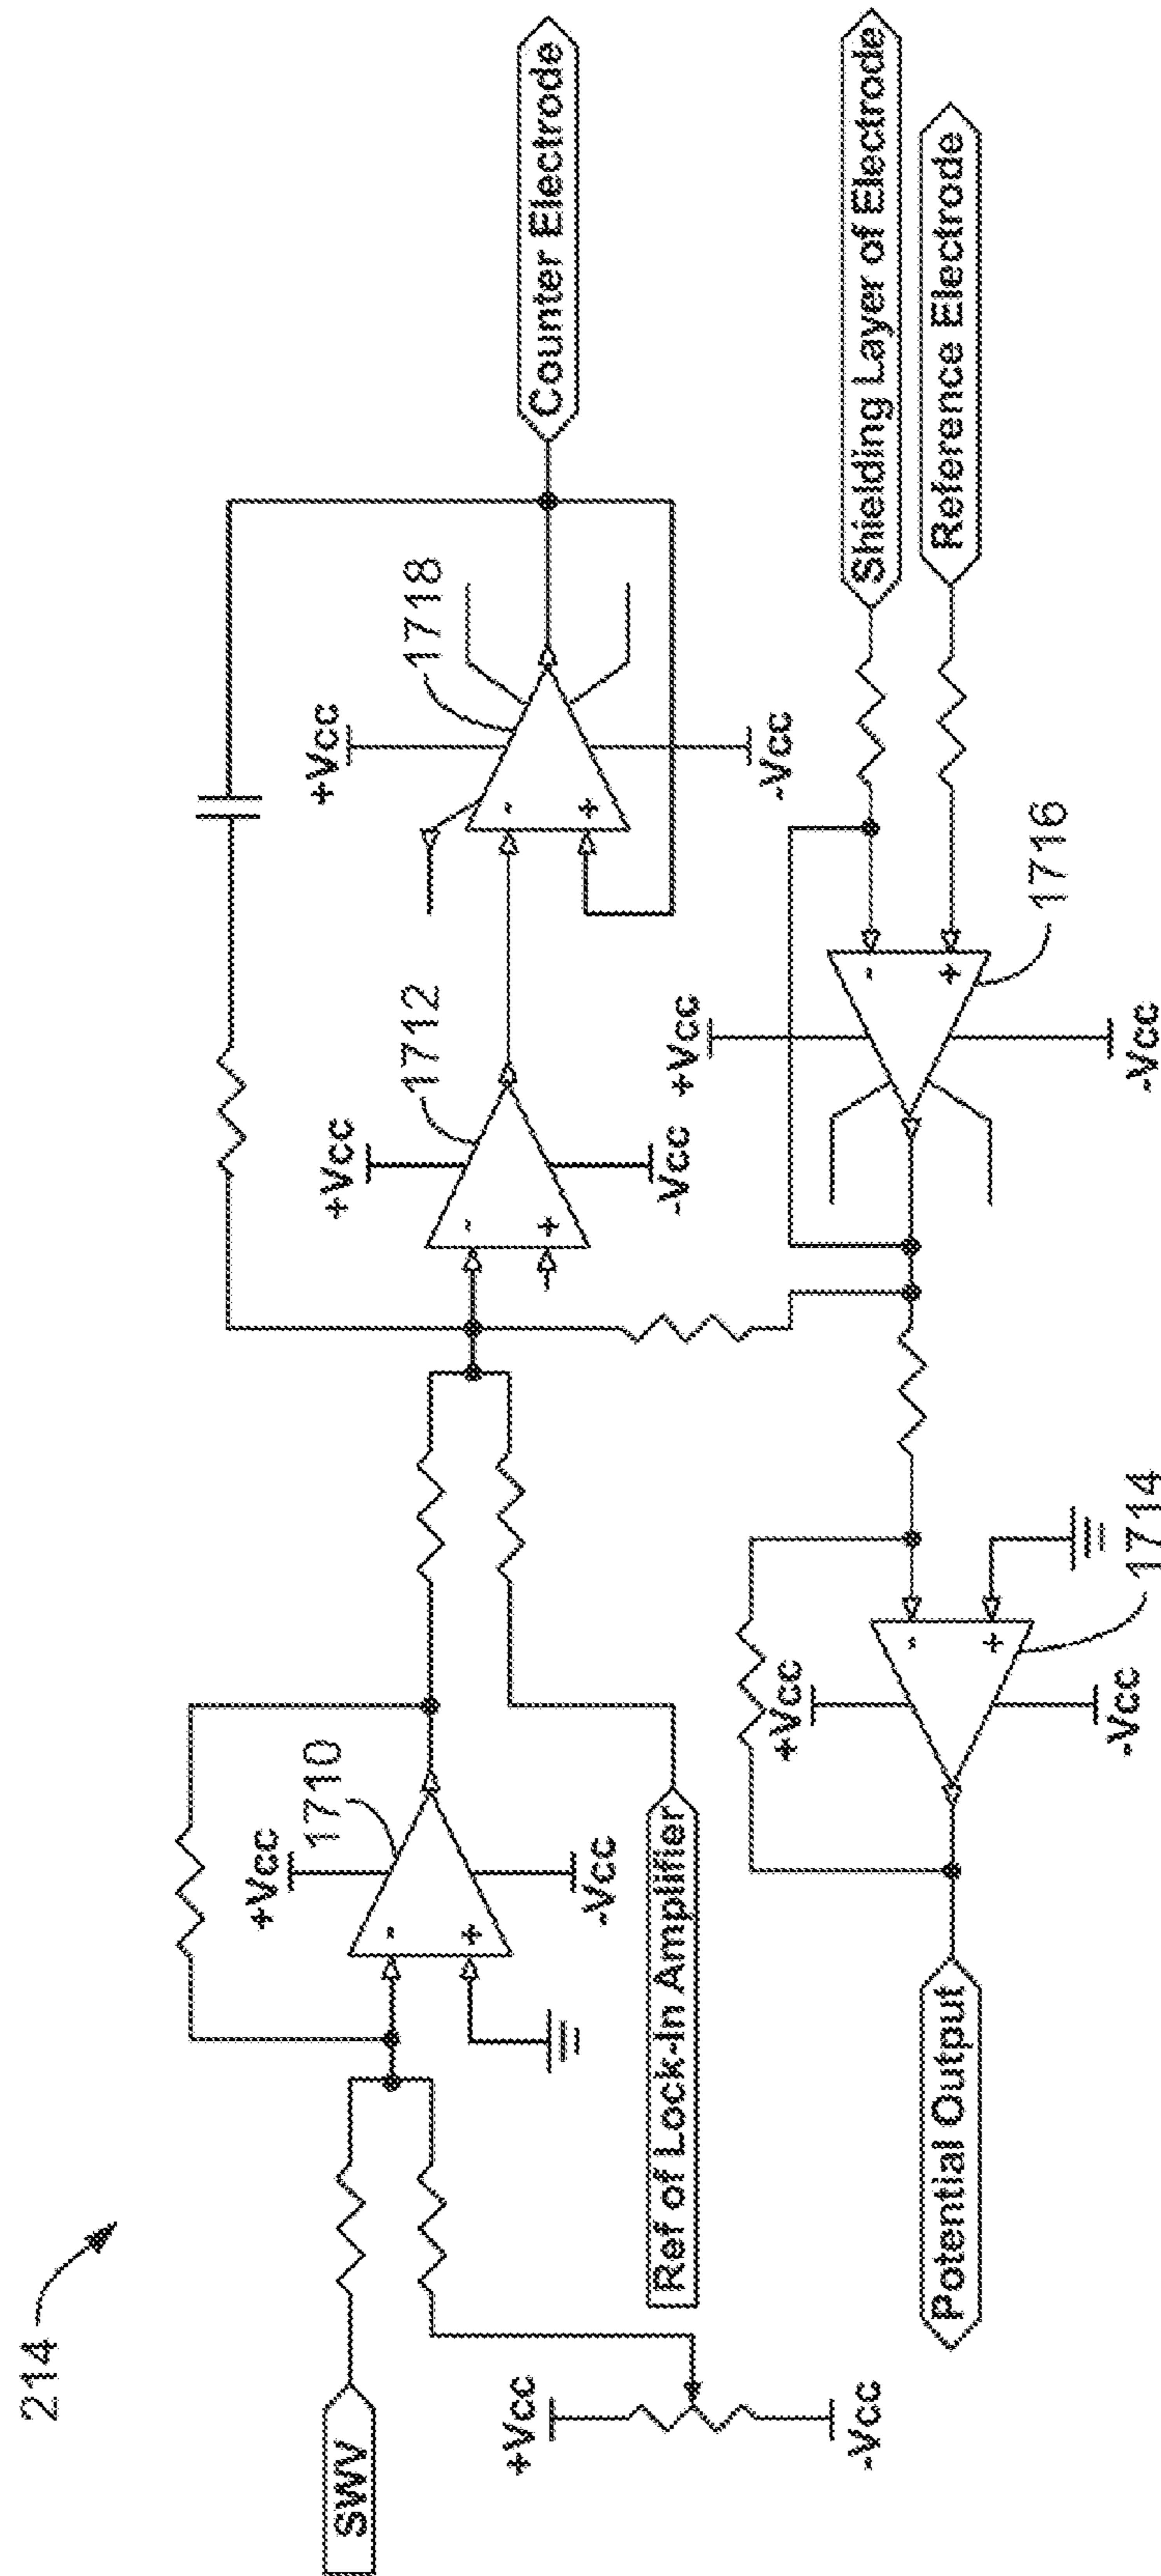 214
SWV
+Vcc
-Vcc
+Vcc
1710
-
+
-Vcc
Ref of Lock-In Amplifier
+Vcc
1712
-
+
-Vcc
+Vcc
1718
-
+
-Vcc
Counter Electrode
Potential Output
+Vcc
-
+
-Vcc
1714
+Vcc
-
+
-Vcc
1716
Shielding Layer of Electrode
Reference Electrode